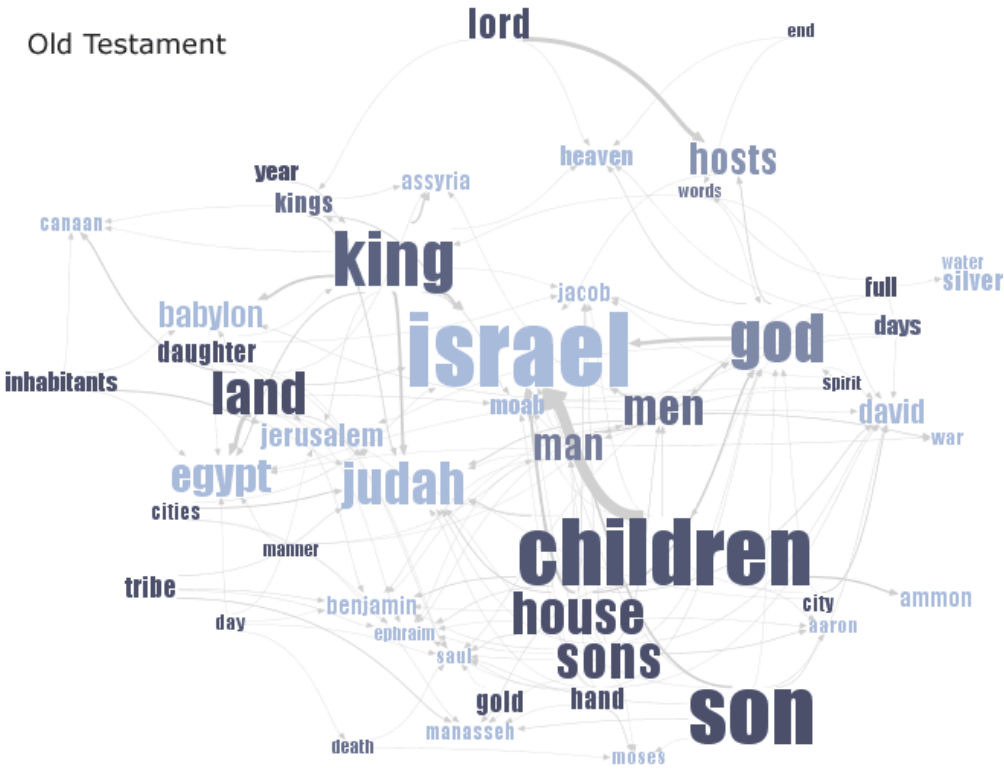 lord
end
Old Testament
heaven
hosts
year
assyria
words
kings
canaan
king
water
silver
jacob
full
babylon
israel
god
days
daughter
inhabitants
land
spirit
moab
men
david
jerusalem
man
war
egypt
judah
cities
manner
children
tribe
benjamin
house
city
ammon
day
ephraim
aaron
saul
sons
gold
hand
son
manasseh
death
moses